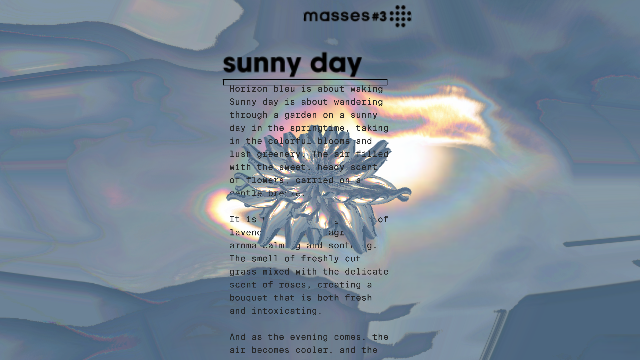 masses #3
sunny day
Horizon bleu is about waking
Sunny day is about wandering
through a garden on a sunny
day in the springtime, taking
in the colorful blooms and
lush greenery. The air filled
with the sweet, heady scent
of flowers, carried on a
gentle
It is of
aroma calming and soothing.
The smell of freshly cut
grass mixed with the delicate
scent of roses, creating a
bouquet that is both fresh
and intoxicating.
And as the evening comes, the
air becomes cooler, and the